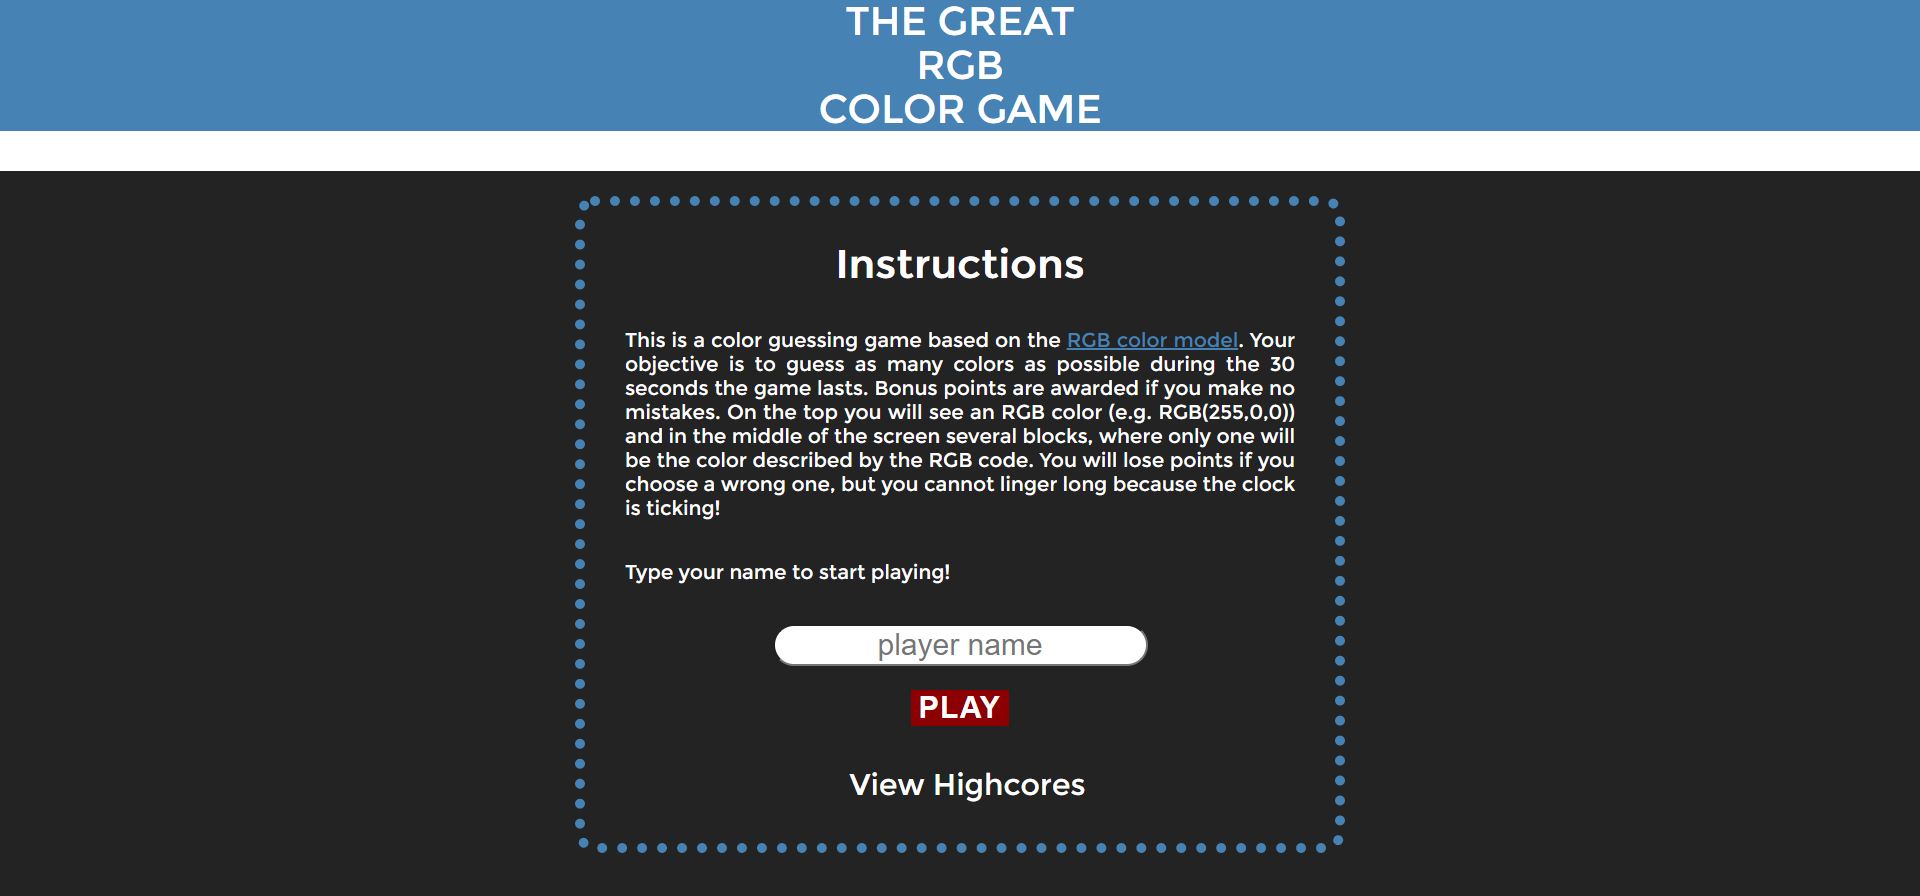 THE GREAT
RGB
COLOR GAME
Instructions
This is a color guessing game based on the RGB color model. Your
objective is to guess as many colors as possible during the 30
seconds the game lasts. Bonus points are awarded if you make no
mistakes. On the top you will see an RGB color (e.g. RGB(255,0,0))
and in the middle of the screen several blocks, where only one will
be the color described by the RGB code. You will lose points if you
choose a wrong one, but you cannot linger long because the clock
is ticking!
Type your name to start playing!
player name
PLAY
View Highcores